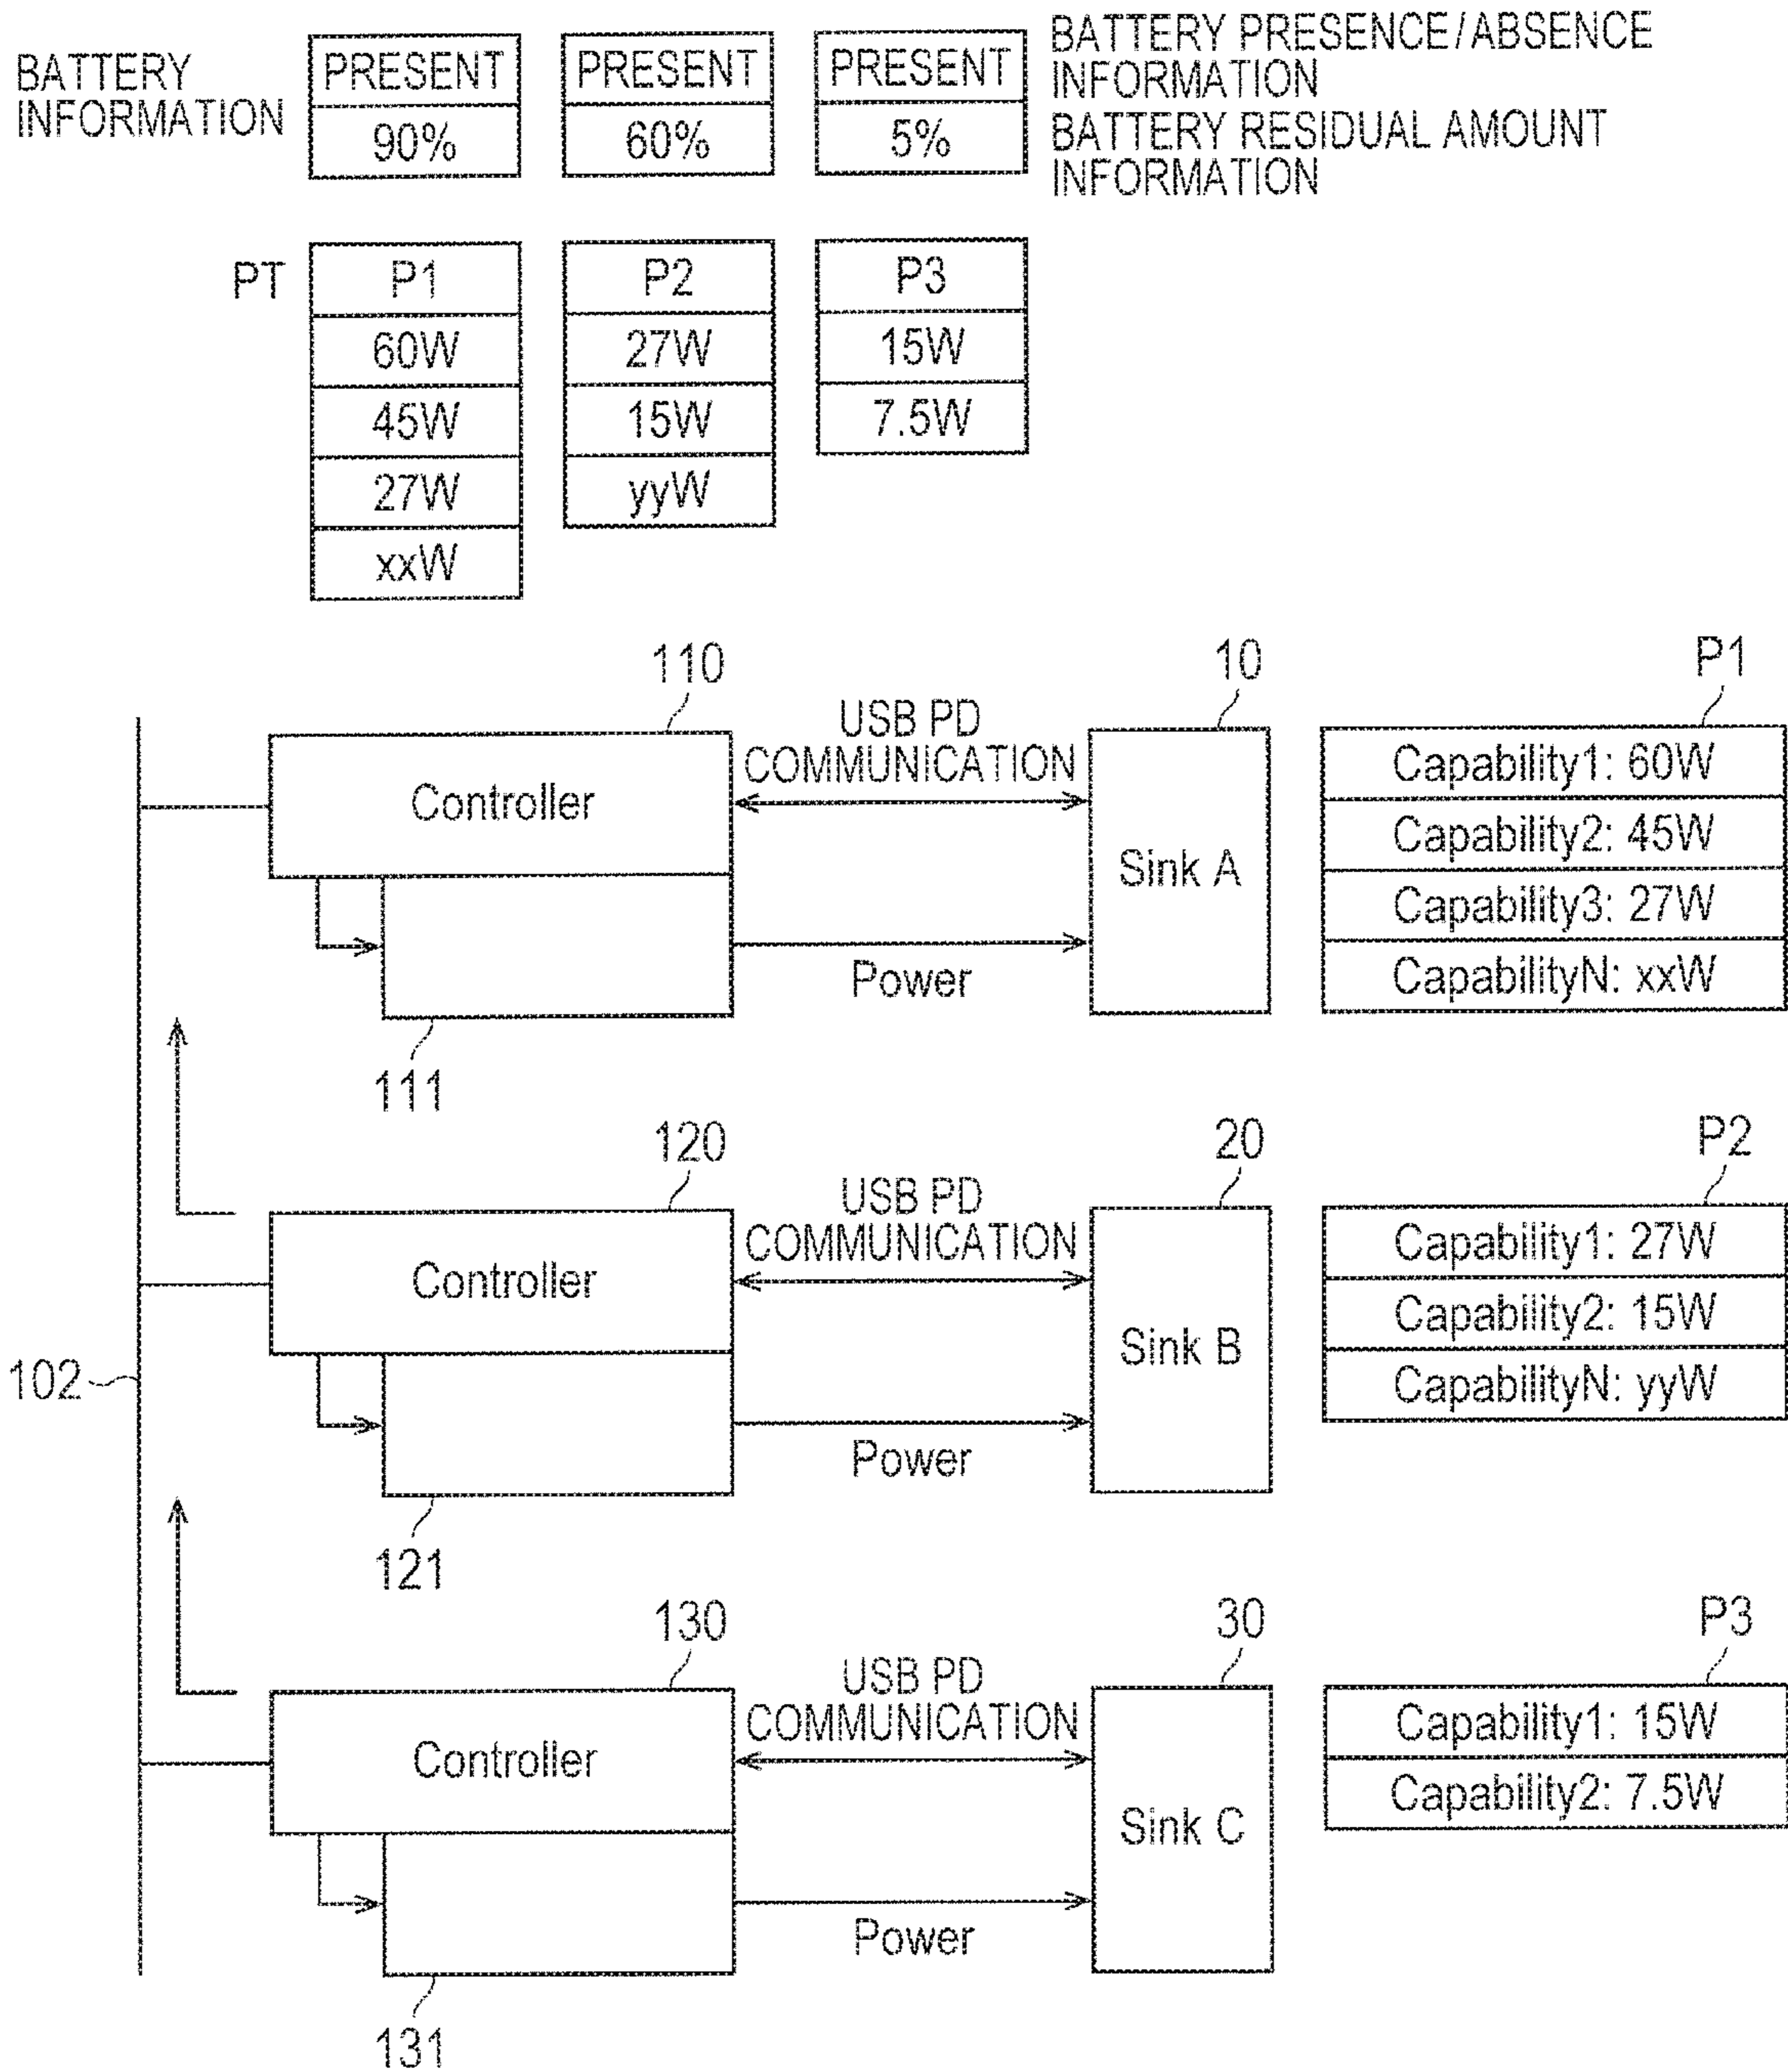 BATTERY
INFORMATION
PRESENT
90%
PRESENT
60%
PRESENT
5%
BATTERY PRESENCE/ABSENCE
INFORMATION
BATTERY RESIDUAL AMOUNT
INFORMATION
PT
P1
60W
45W
27W
xxW
P2
27W
15W
yyW
P3
15W
7.5W
110
Controller
111
USB PD
COMMUNICATION
Power
10
Sink A
P1
Capability1: 60W
Capability2: 45W
Capability3: 27W
CapabilityN: xxW
102
120
Controller
121
USB PD
COMMUNICATION
Power
20
Sink B
P2
Capability1: 27W
Capability2: 15W
CapabilityN: yyW
130
Controller
131
USB PD
COMMUNICATION
Power
30
Sink C
P3
Capability1: 15W
Capability2: 7.5W